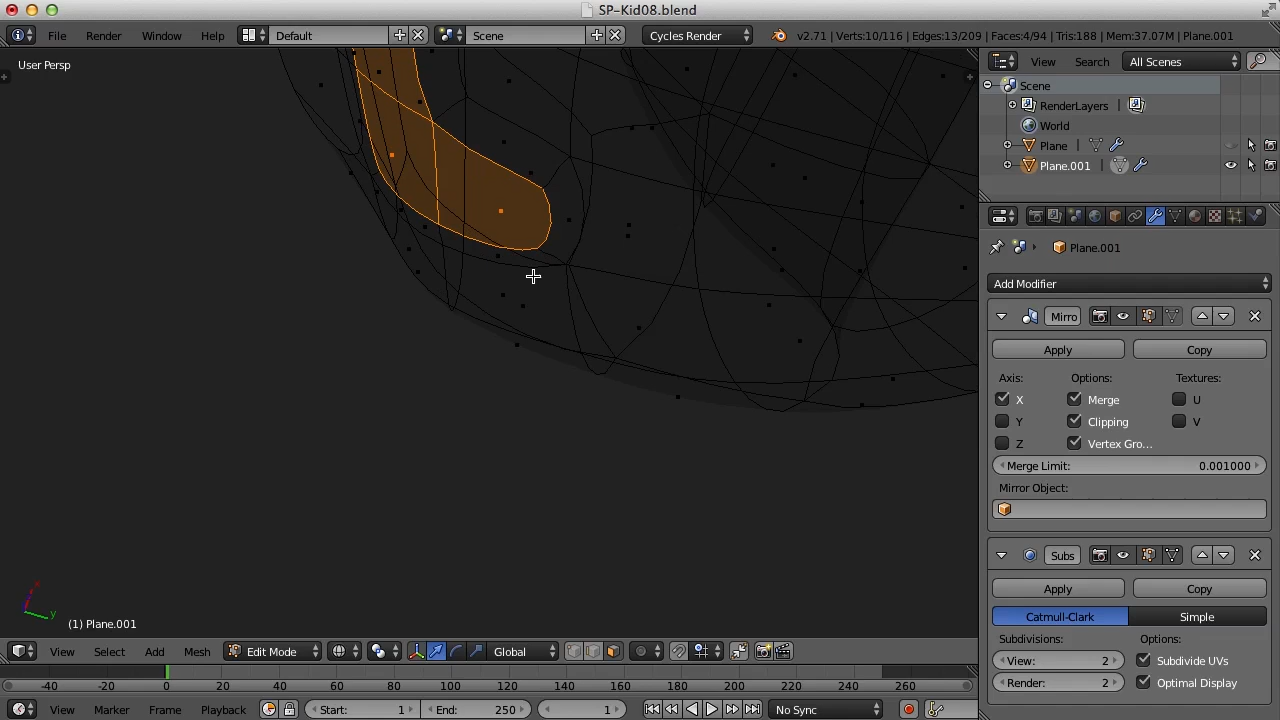 SP-Kid08.blend
File Render Window Help Default Scene Cycles Render v2.71 | Verts:10/116 | Edges:13/209 | Faces:4/94 | Tris:188 | Mem:37.07M | Plane.001
User Persp
View Search All Scenes
Scene
RenderLayers |
World
Plane |
Plane.001 |
Plane.001
Add Modifier
Mirro
Apply Copy
Axis: Options: Textures:
X Merge U
Y Clipping V
Z Vertex Gro...
Merge Limit: 0.001000
Mirror Object:
Subs
Apply Copy
Catmull-Clark Simple
Subdivisions: Options:
View: 2 Subdivide UVs
Render: 2 Optimal Display
x
y
(1) Plane.001
View Select Add Mesh Edit Mode Global
-40 -20 0 20 40 60 80 100 120 140 160 180 200 220 240 260
View Marker Frame Playback Start: 1 End: 250 1 No Sync